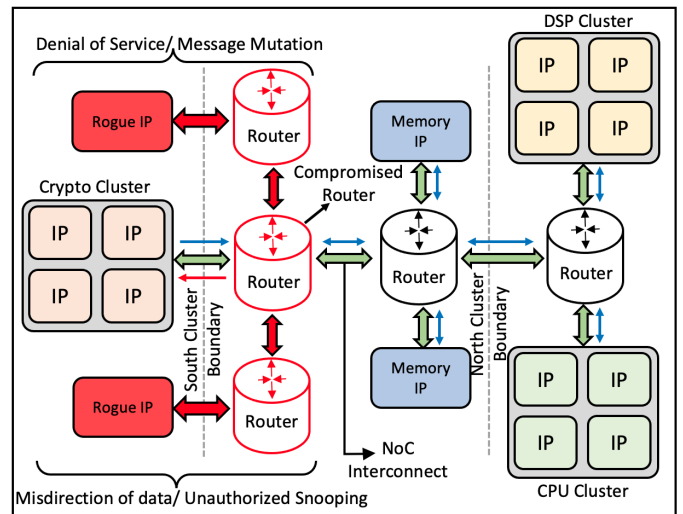 Denial of Service/ Message Mutation
DSP Cluster
IP IP
IP IP
Rogue IP
Router
Memory
IP
Compromised
Router
Crypto Cluster
IP IP
IP IP
Router
Router
Router
South Cluster
Boundary
North Cluster
Boundary
Rogue IP
Router
Memory
IP
IP IP
IP IP
NoC
Interconnect
CPU Cluster
Misdirection of data/ Unauthorized Snooping